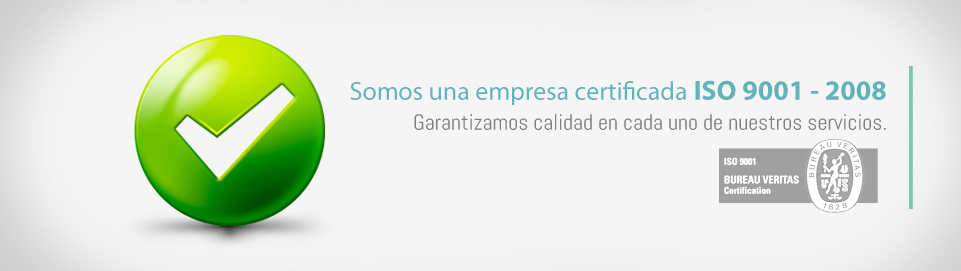 Somos una empresa certificada ISO 9001 - 2008
Garantizamos calidad en cada uno de nuestros servicios.
ISO 9001
BUREAU VERITAS
Certification
BUREAU VERITAS
1828